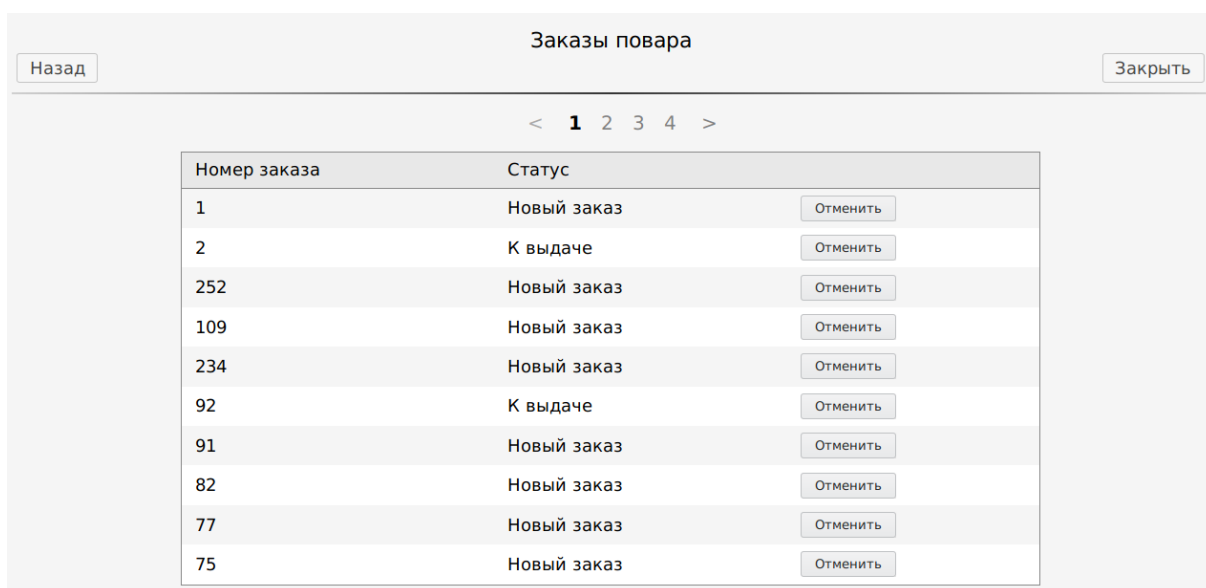 Заказы повара
Назад Закрыть
< 1 2 3 4 >
Номер заказа Статус
1 Новый заказ Отменить
2 К выдаче Отменить
252 Новый заказ Отменить
109 Новый заказ Отменить
234 Новый заказ Отменить
92 К выдаче Отменить
91 Новый заказ Отменить
82 Новый заказ Отменить
77 Новый заказ Отменить
75 Новый заказ Отменить